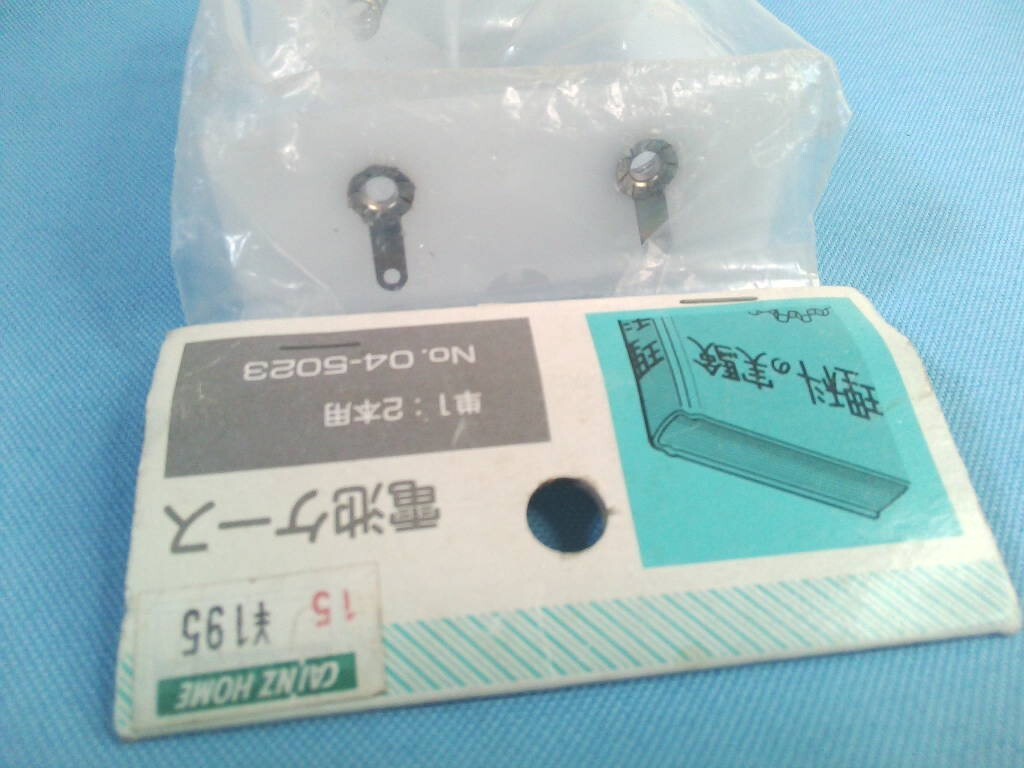 CAINZ HOME
15 ¥195
電池ケース
単1：2本用
No. 04-5023
理科の
実験
理